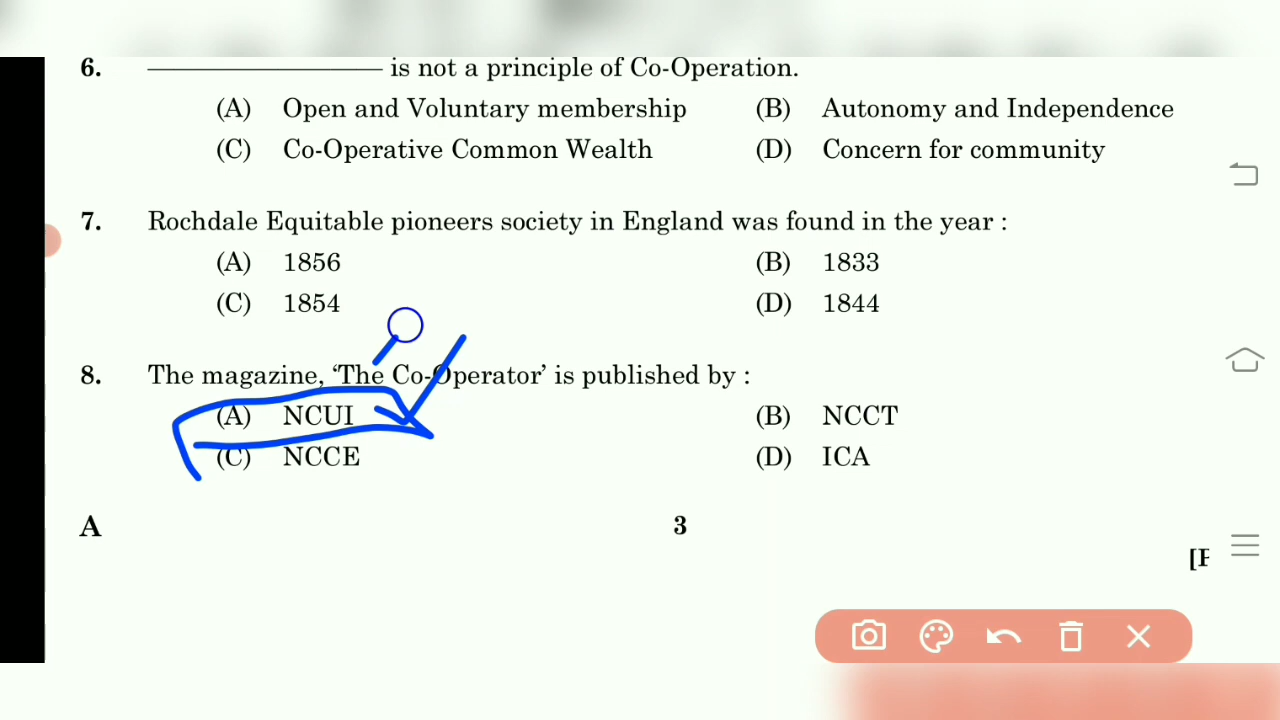 6. ____________ is not a principle of Co-Operation.
(A) Open and Voluntary membership (B) Autonomy and Independence
(C) Co-Operative Common Wealth (D) Concern for community
7. Rochdale Equitable pioneers society in England was found in the year :
(A) 1856 (B) 1833
(C) 1854 (D) 1844
8. The magazine, ‘The Co-Operator’ is published by :
(A) NCUI (B) NCCT
(C) NCCE (D) ICA
A 3